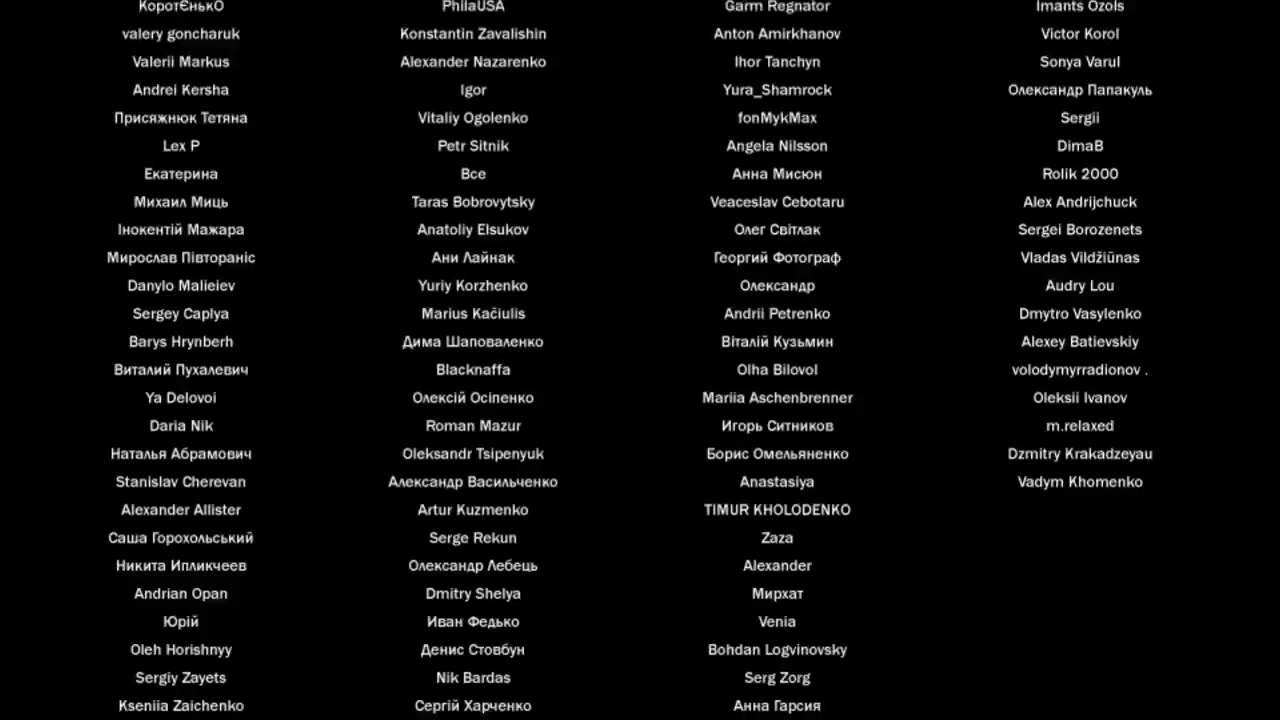 КоротЄнькО
valery goncharuk
Valerii Markus
Andrei Kersha
Присяжнюк Тетяна
Lex P
Екатерина
Михаил Миць
Інокентій Мажара
Мирослав Півтораніс
Danylo Malieiev
Sergey Caplya
Barys Hrynberh
Виталий Пухалевич
Ya Delovoi
Daria Nik
Наталья Абрамович
Stanislav Cherevan
Alexander Allister
Саша Горохольський
Никита Ипликчеев
Andrian Opan
Юрій
Oleh Horishnyy
Sergiy Zayets
Kseniia Zaichenko
PhilaUSA
Konstantin Zavalishin
Alexander Nazarenko
Igor
Vitaliy Ogolenko
Petr Sitnik
Все
Taras Bobrovytsky
Anatoliy Elsukov
Ани Лайнак
Yuriy Korzhenko
Marius Kačiulis
Дима Шаповаленко
Blacknaffa
Олексій Осіпенко
Roman Mazur
Oleksandr Tsipenyuk
Александр Васильченко
Artur Kuzmenko
Serge Rekun
Олександр Лебець
Dmitry Shelya
Иван Федько
Денис Стовбун
Nik Bardas
Сергій Харченко
Garm Regnator
Anton Amirkhanov
Ihor Tanchyn
Yura_Shamrock
fonMykMax
Angela Nilsson
Анна Мисюн
Veaceslav Cebotaru
Олег Світлак
Георгий Фотограф
Олександр
Andrii Petrenko
Віталій Кузьмин
Olha Bilovol
Mariia Aschenbrenner
Игорь Ситников
Борис Омельяненко
Anastasiya
TIMUR KHOLODENKO
Zaza
Alexander
Мирхат
Venia
Bohdan Logvinovsky
Serg Zorg
Анна Гарсия
Imants Ozols
Victor Korol
Sonya Varul
Олександр Папакуль
Sergii
DimaB
Rolik 2000
Alex Andrijchuck
Sergei Borozenets
Vladas Vildžiūnas
Audry Lou
Dmytro Vasylenko
Alexey Batievskiy
volodymyrradionov .
Oleksii Ivanov
m.relaxed
Dzmitry Krakadzeyau
Vadym Khomenko